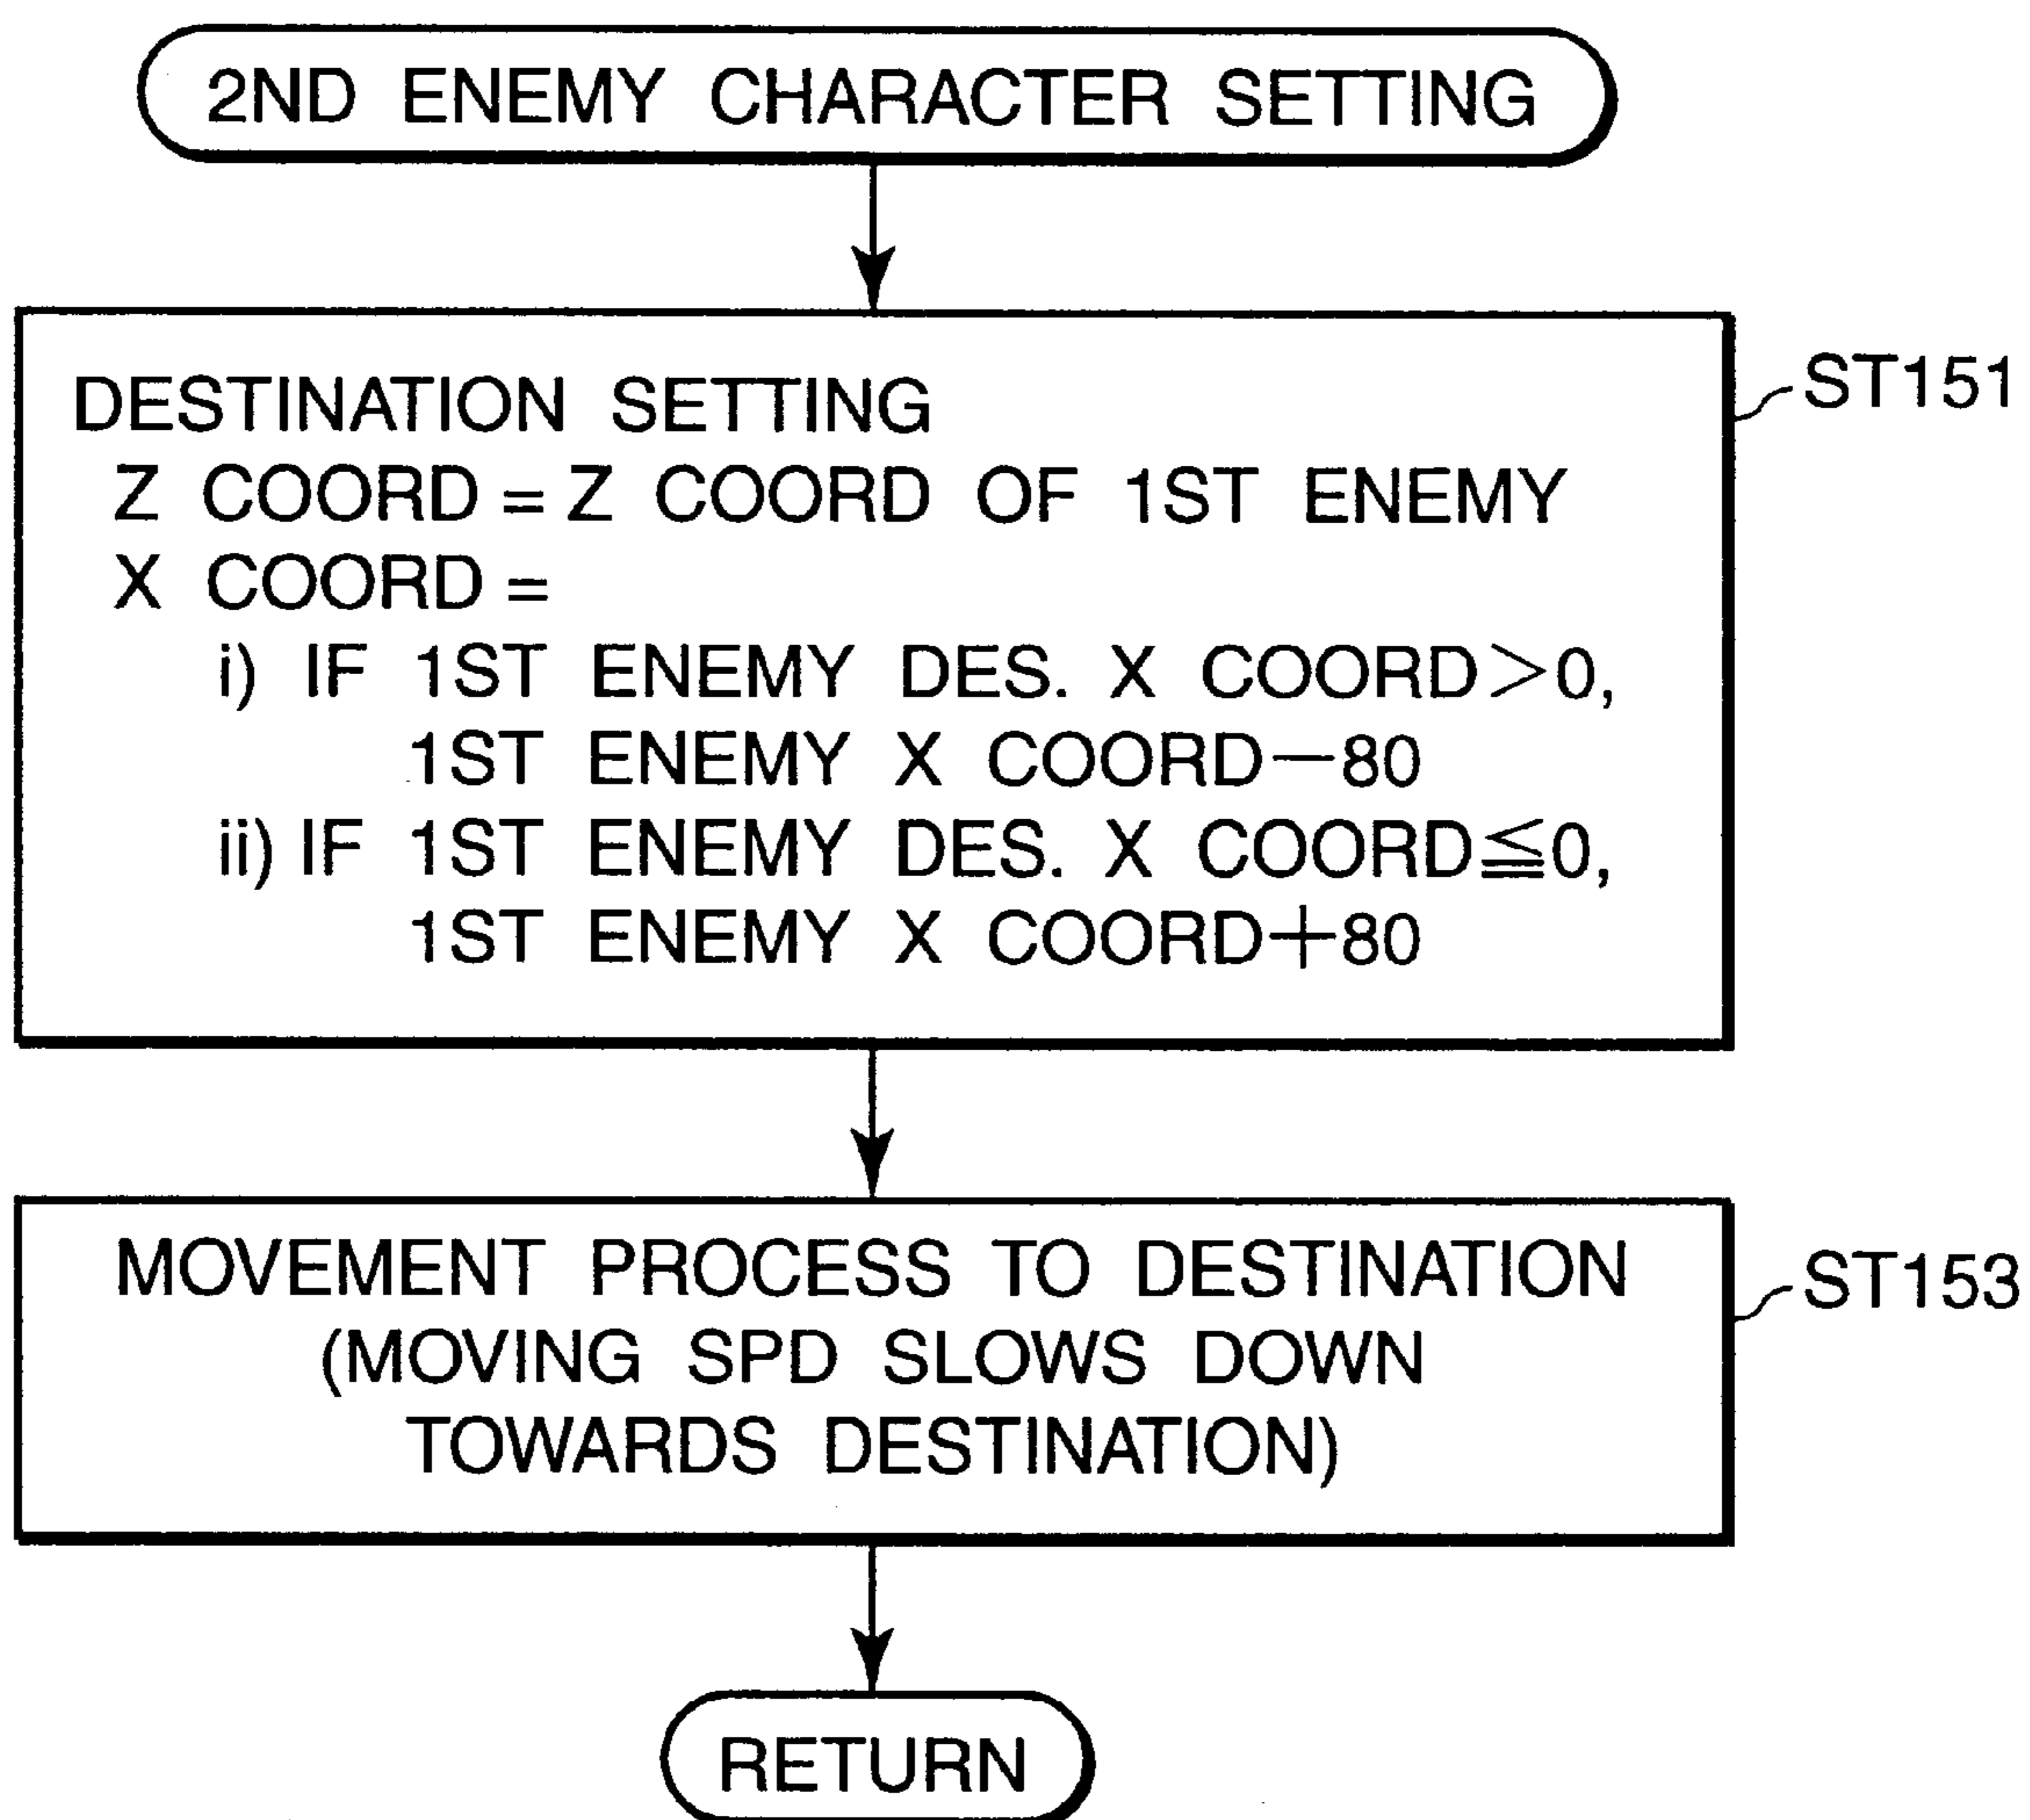 2ND ENEMY CHARACTER SETTING
DESTINATION SETTING
Z COORD = Z COORD OF 1ST ENEMY
X COORD =
i) IF 1ST ENEMY DES. X COORD>0,
1ST ENEMY X COORD−80
ii) IF 1ST ENEMY DES. X COORD≦0,
1ST ENEMY X COORD+80
ST151
MOVEMENT PROCESS TO DESTINATION
(MOVING SPD SLOWS DOWN
TOWARDS DESTINATION)
ST153
RETURN